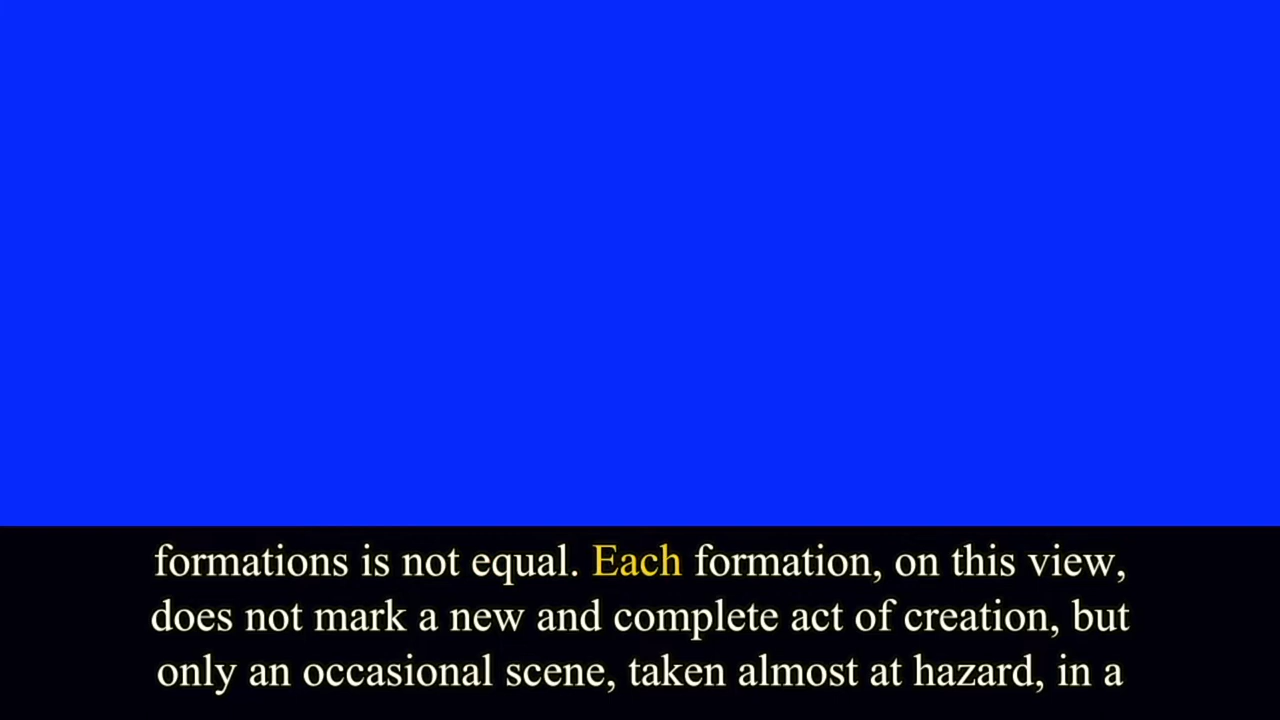 formations is not equal. Each formation, on this view,
does not mark a new and complete act of creation, but
only an occasional scene, taken almost at hazard, in a